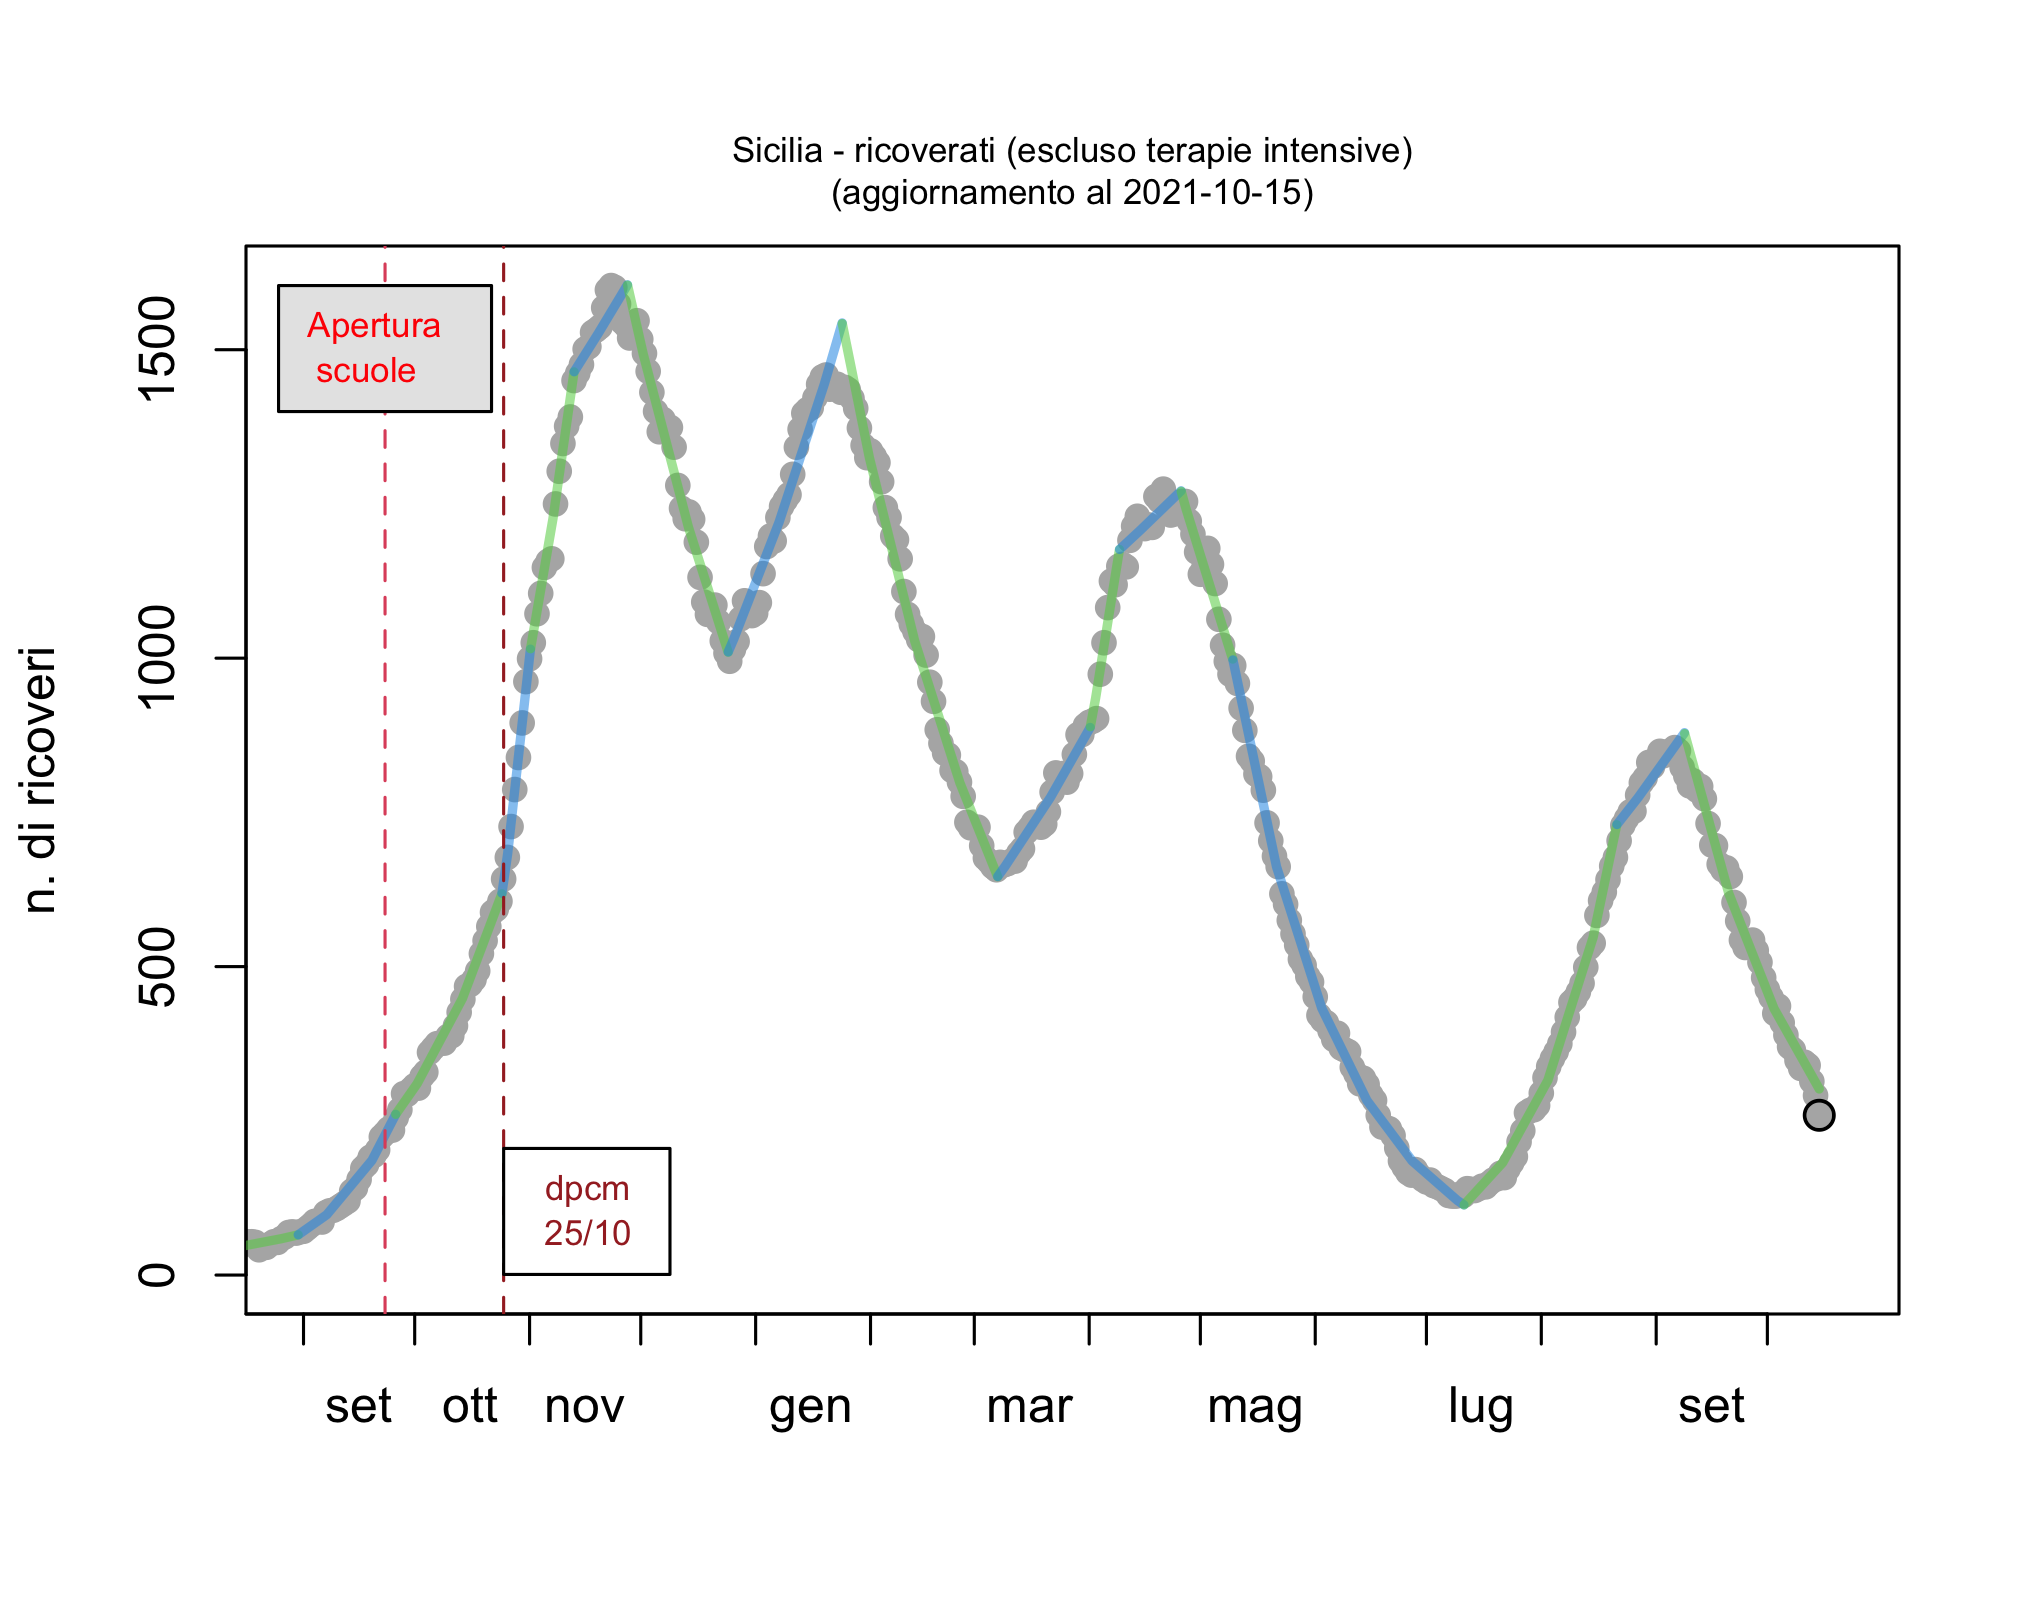 Sicilia - ricoverati (escluso terapie intensive)
(aggiornamento al 2021-10-15)
Apertura
scuole
dpcm
25/10
n. di ricoveri
1500
1000
500
0
set ott nov gen mar mag lug set